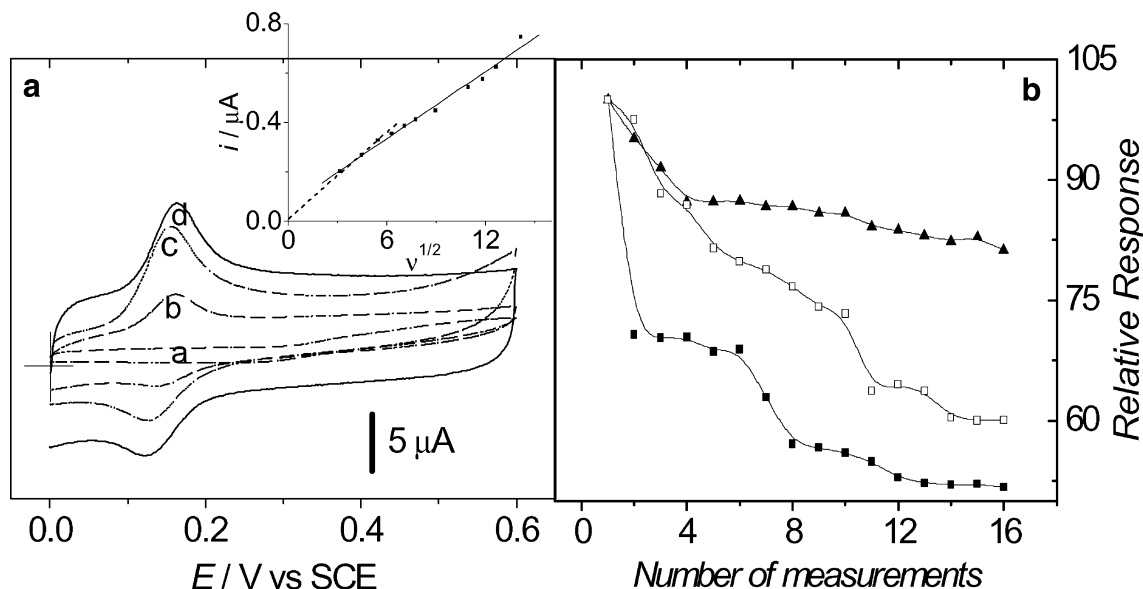 a
0.8
0.4
0.0
i / μA
0
6
12
ν1/2
d
c
b
a
5 μA
0.0
0.2
0.4
0.6
E / V vs SCE
b
105
90
75
60
Relative Response
0
4
8
12
16
Number of measurements